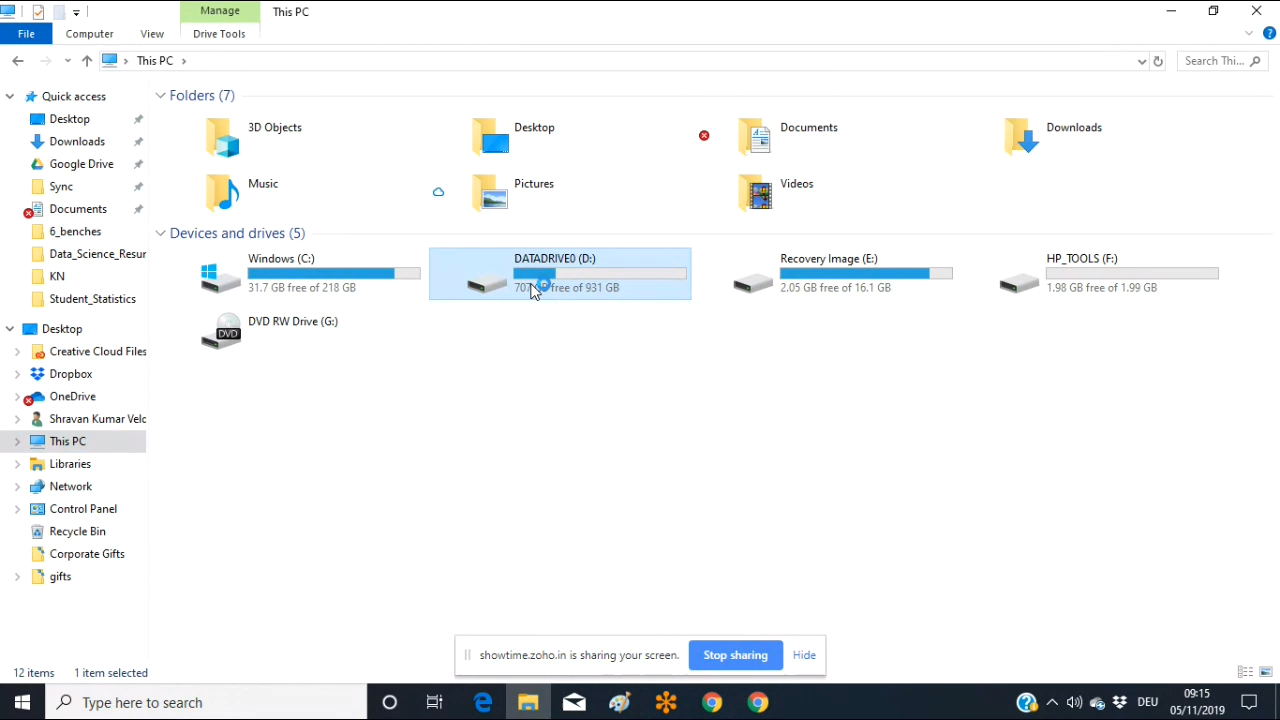 Manage
This PC
File
Computer
View
Drive Tools
This PC
Search Thi...
Quick access
Desktop
Downloads
Google Drive
Sync
Documents
6_benches
Data_Science_Resur
KN
Student_Statistics
Desktop
Creative Cloud Files
Dropbox
OneDrive
Shravan Kumar Velc
This PC
Libraries
Network
Control Panel
Recycle Bin
Corporate Gifts
gifts
Folders (7)
3D Objects
Desktop
Documents
Downloads
Music
Pictures
Videos
Devices and drives (5)
Windows (C:)
31.7 GB free of 218 GB
DATADRIVE0 (D:)
707 GB free of 931 GB
Recovery Image (E:)
2.05 GB free of 16.1 GB
HP_TOOLS (F:)
1.98 GB free of 1.99 GB
DVD
DVD RW Drive (G:)
showtime.zoho.in is sharing your screen.
Stop sharing
Hide
12 items
1 item selected
Type here to search
DEU
09:15
05/11/2019